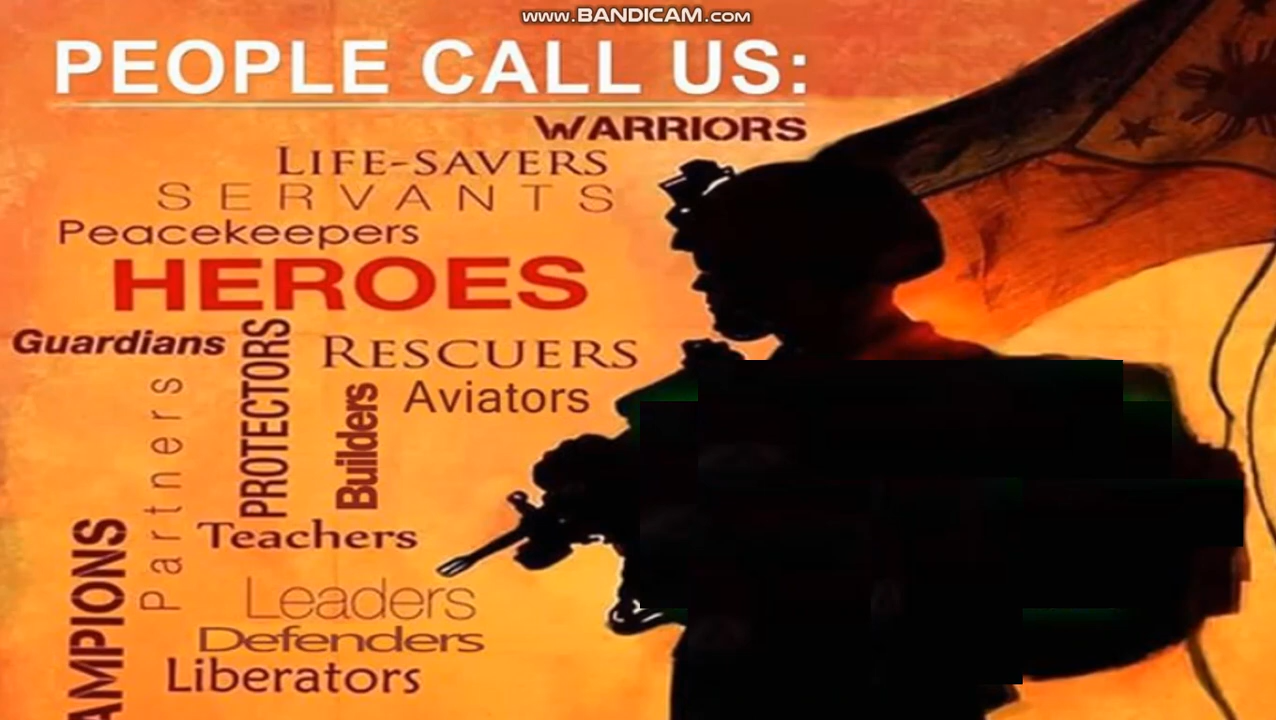 www.BANDICAM.com
PEOPLE CALL US:
WARRIORS
LIFE-SAVERS
SERVANTS
Peacekeepers
HEROES
Guardians
PROTECTORS
RESCUERS
Partners
Builders
Aviators
Teachers
AMPIONS
Leaders
Defenders
Liberators